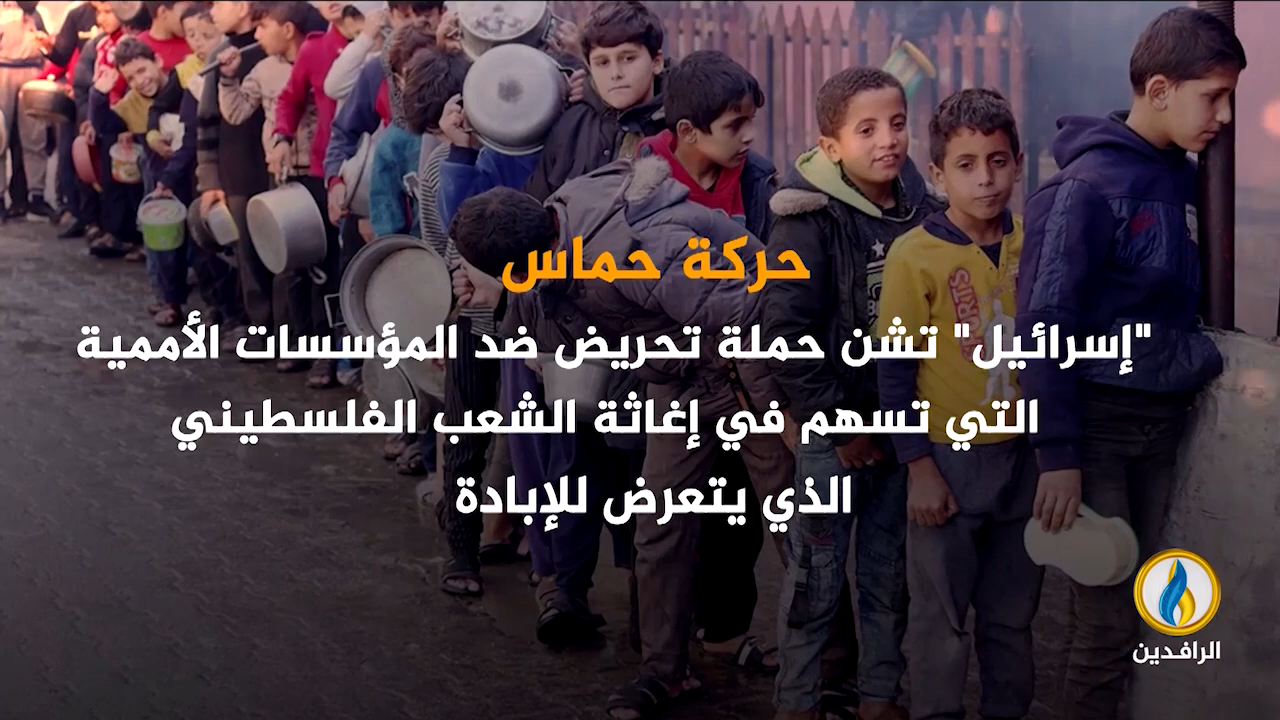 حركة حماس
"إسرائيل" تشن حملة تحريض ضد المؤسسات الأممية
التي تسهم في إغاثة الشعب الفلسطيني
الذي يتعرض للإبادة
الرافدين